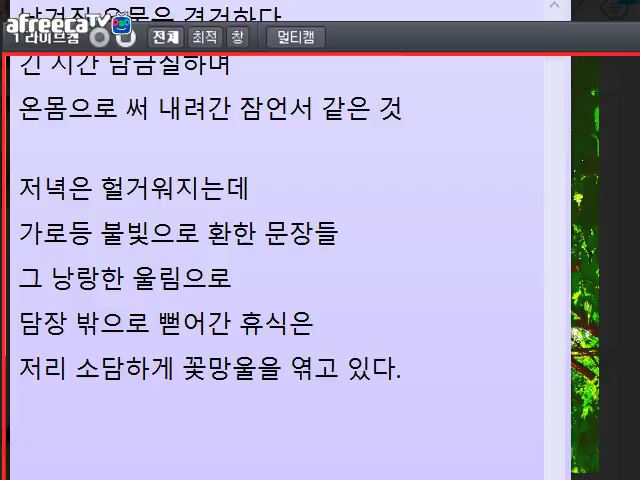 afreecaTV
1 라이브캠
전체 최적 창 멀티캠
긴 시간 담금질하며
온몸으로 써 내려간 잠언서 같은 것
저녁은 헐거워지는데
가로등 불빛으로 환한 문장들
그 낭랑한 울림으로
담장 밖으로 뻗어간 휴식은
저리 소담하게 꽃망울을 엮고 있다.